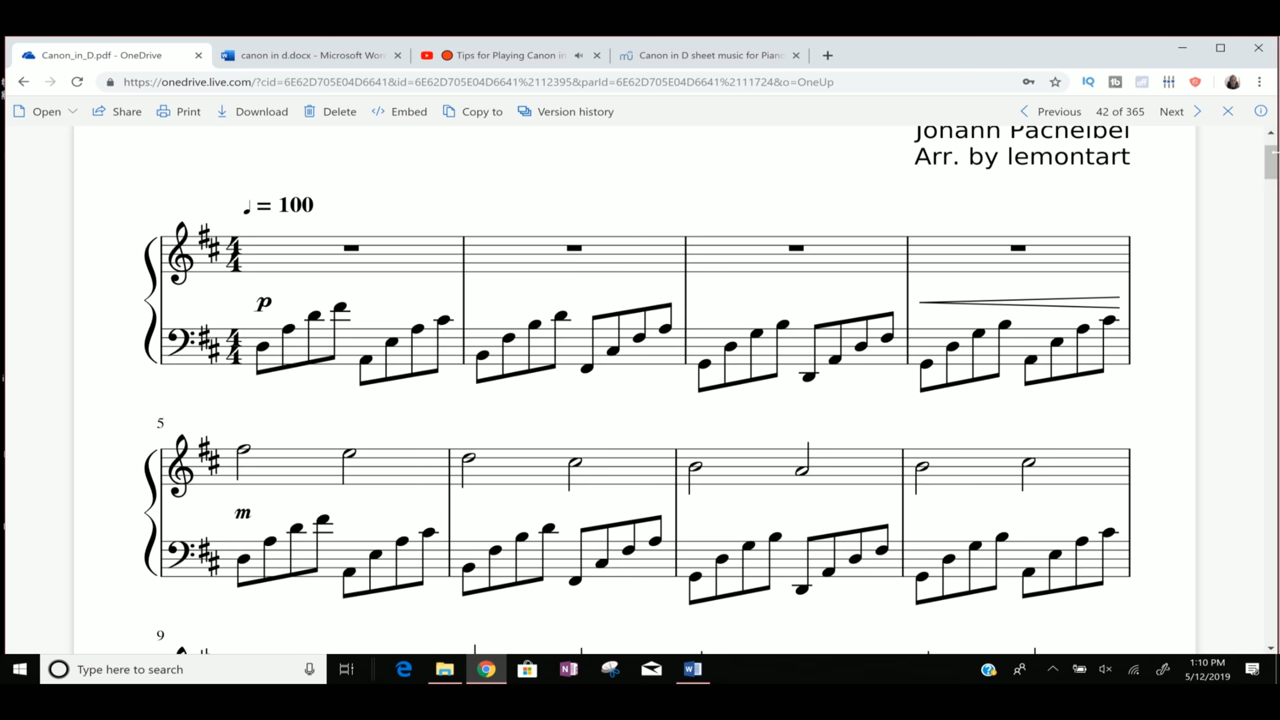 Canon_in_D.pdf - OneDrive
canon in d.docx - Microsoft Wor
Tips for Playing Canon in
Canon in D sheet music for Pian
https://onedrive.live.com/?cid=6E62D705E04D6641&id=6E62D705E04D6641%2112395&parId=6E62D705E04D6641%2111724&o=OneUp
Open Share Print Download Delete Embed Copy to Version history Previous 42 of 365 Next
Johann Pachelbel
Arr. by lemontart
= 100
p
5
m
9
Type here to search
1:10 PM
5/12/2019